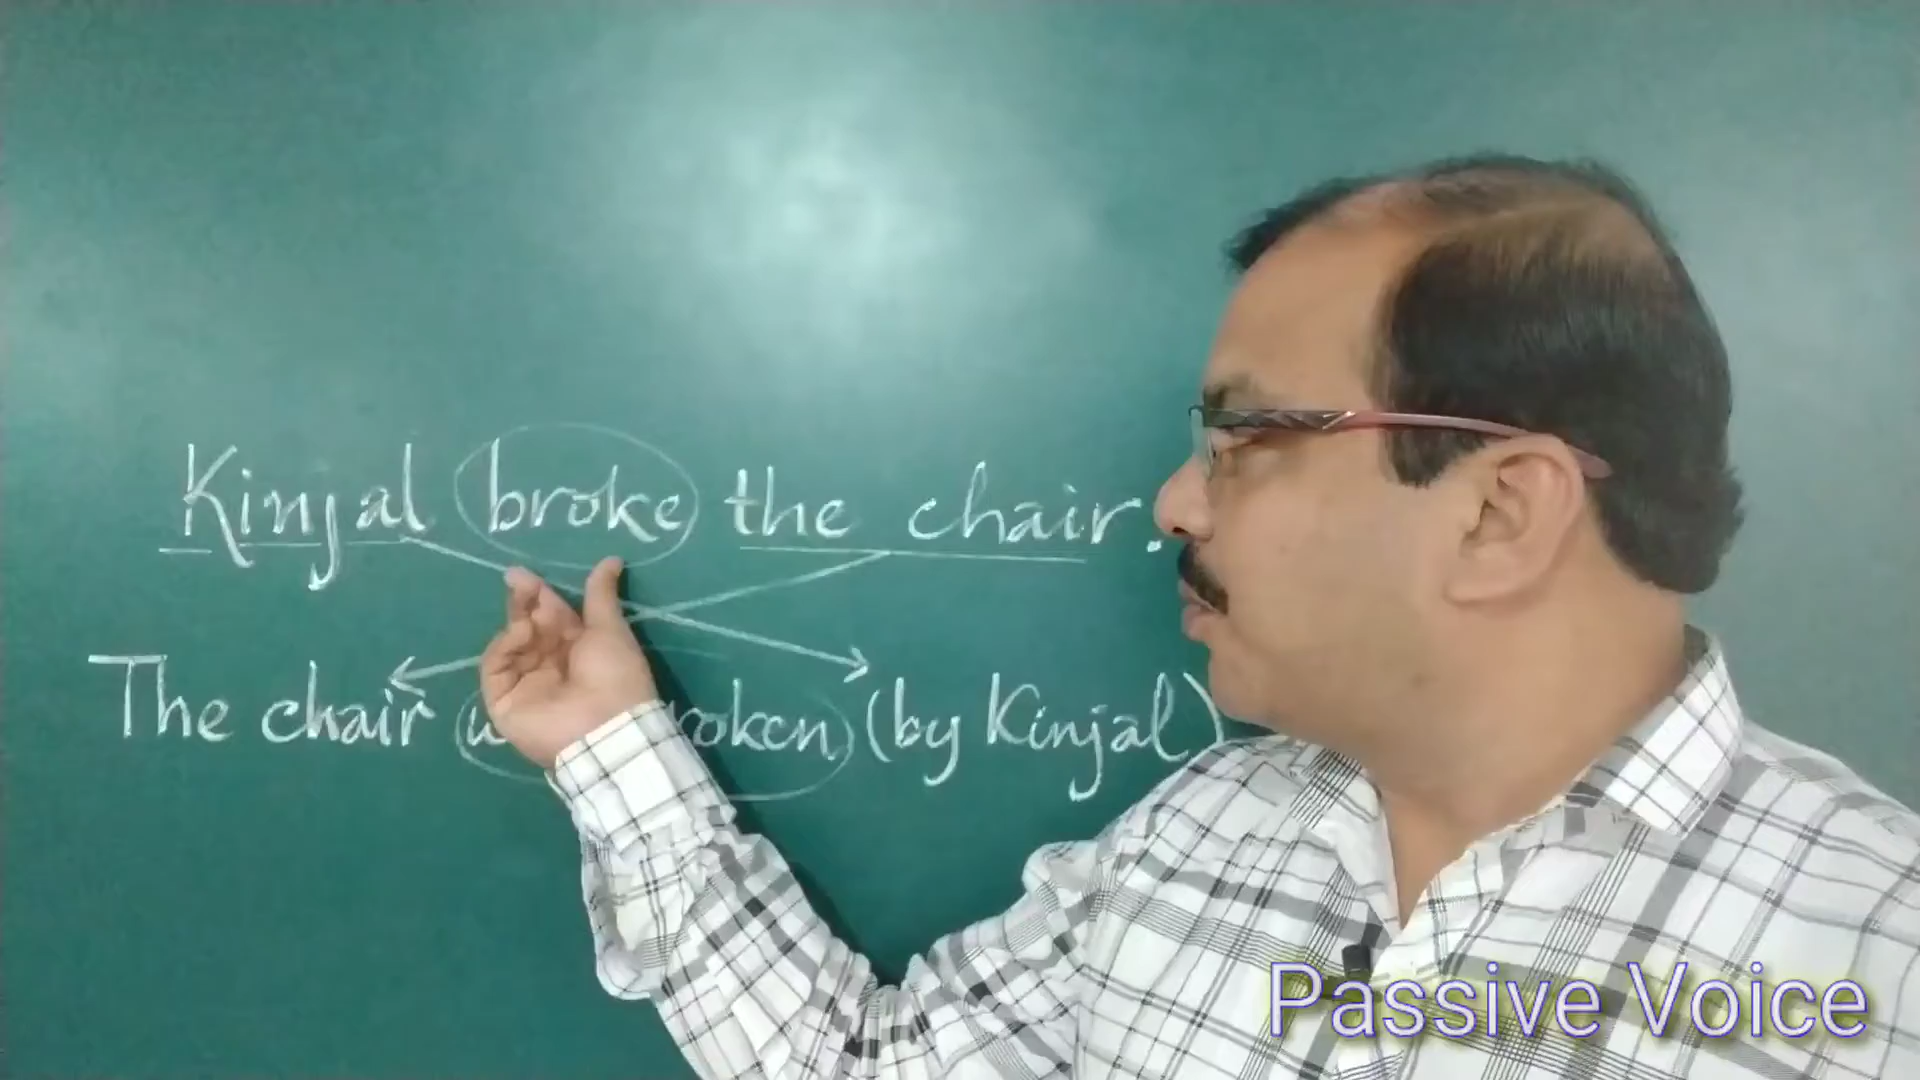 Kinjal broke the chair.
The chair (by Kinjal)
Passive Voice